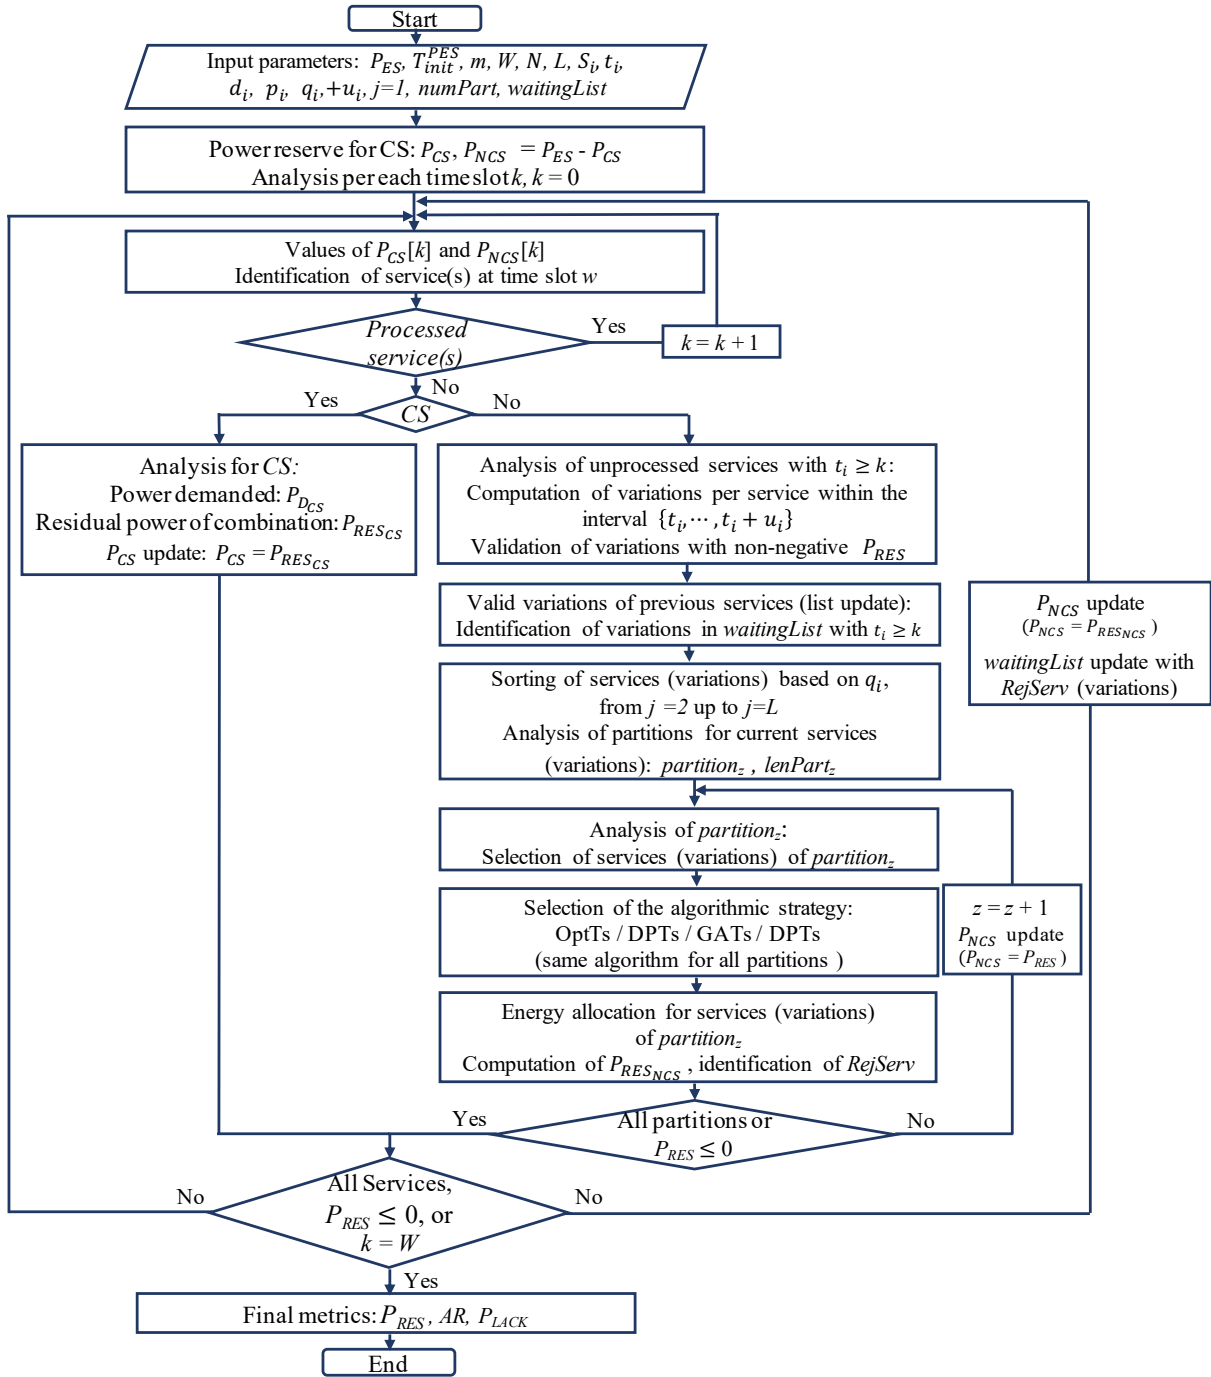 Start
Input parameters: P_ES, T_init^PES, m, W, N, L, S_i, t_i,
d_i, p_i, q_i,+u_i, j=1, numPart, waitingList
Power reserve for CS: P_CS, P_NCS = P_ES - P_CS
Analysis per each time slot k, k = 0
Values of P_CS[k] and P_NCS[k]
Identification of service(s) at time slot w
Processed
service(s)
Yes
k = k + 1
No
CS
Yes
No
Analysis for CS:
Power demanded: P_D_CS
Residual power of combination: P_RES_CS
P_CS update: P_CS = P_RES_CS
Analysis of unprocessed services with t_i ≥ k:
Computation of variations per service within the
interval {t_i, ⋯, t_i + u_i}
Validation of variations with non-negative P_RES
Valid variations of previous services (list update):
Identification of variations in waitingList with t_i ≥ k
Sorting of services (variations) based on q_i,
from j =2 up to j=L
Analysis of partitions for current services
(variations): partition_z , lenPart_z
Analysis of partition_z:
Selection of services (variations) of partition_z
Selection of the algorithmic strategy:
OptTs / DPTs / GATs / DPTs
(same algorithm for all partitions )
Energy allocation for services (variations)
of partition_z
Computation of P_RES_NCS , identification of RejServ
All partitions or
P_RES ≤ 0
Yes
No
z = z + 1
P_NCS update
(P_NCS = P_RES )
P_NCS update
(P_NCS = P_RES_NCS )
waitingList update with
RejServ (variations)
All Services,
P_RES ≤ 0, or
k = W
No
No
Yes
Final metrics: P_RES , AR, P_LACK
End